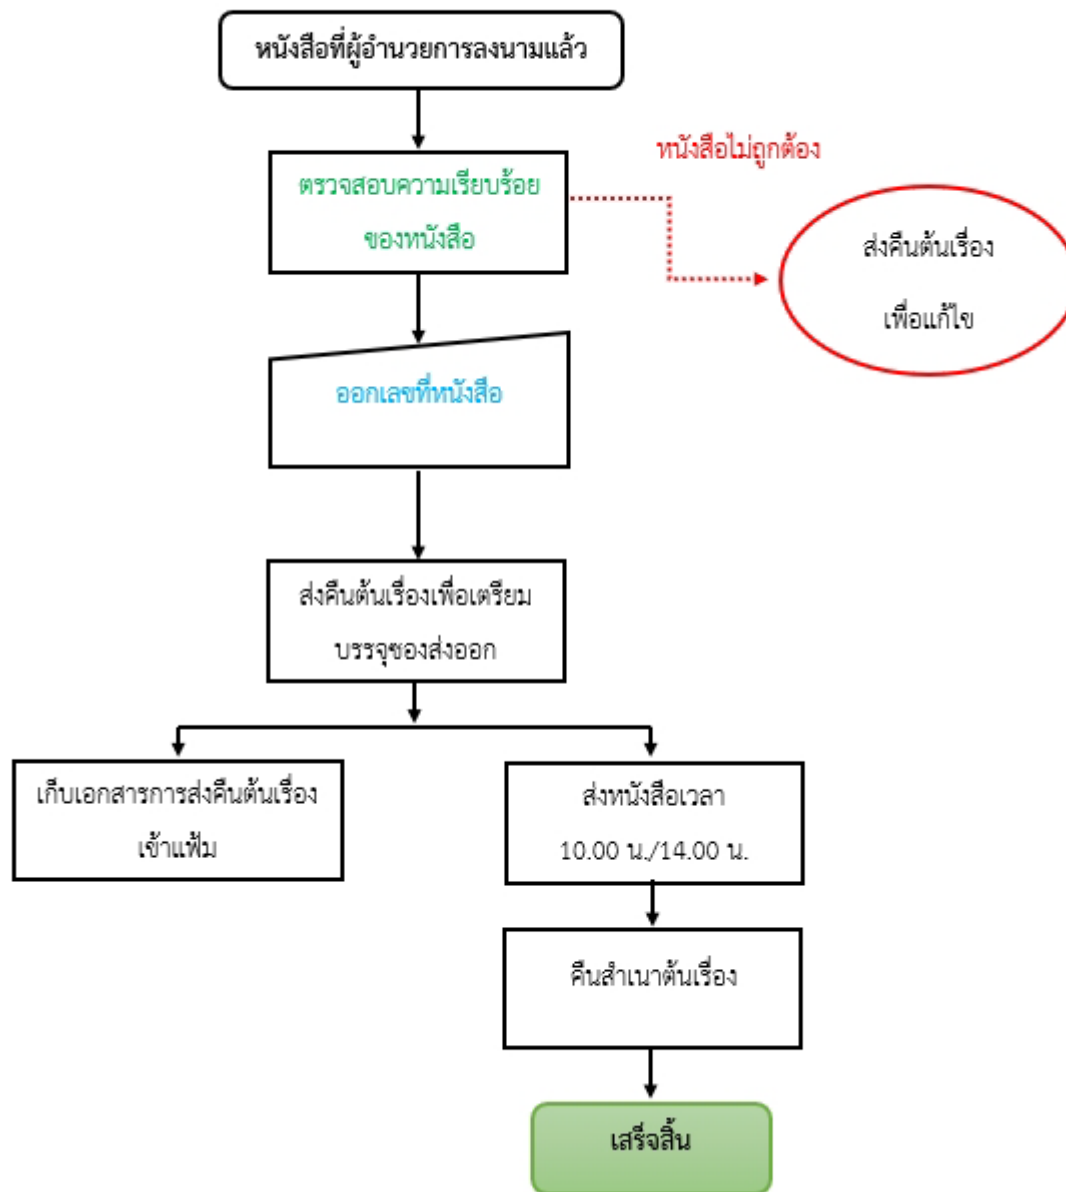 หนังสือที่ผู้อำนวยการลงนามแล้ว
หนังสือไม่ถูกต้อง
ตรวจสอบความเรียบร้อย
ของหนังสือ
ส่งคืนต้นเรื่อง
เพื่อแก้ไข
ออกเลขที่หนังสือ
ส่งคืนต้นเรื่องเพื่อเตรียม
บรรจุซองส่งออก
เก็บเอกสารการส่งคืนต้นเรื่อง
เข้าแฟ้ม
ส่งหนังสือเวลา
10.00 น./14.00 น.
คืนสำเนาต้นเรื่อง
เสร็จสิ้น